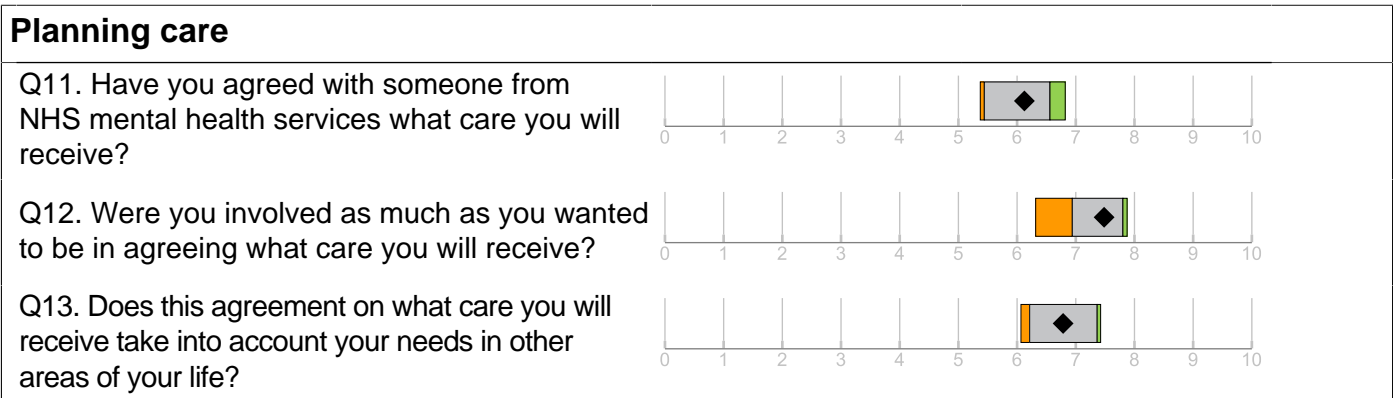 Planning care
Q11. Have you agreed with someone from
NHS mental health services what care you will
receive?
0 1 2 3 4 5 6 7 8 9 10
Q12. Were you involved as much as you wanted
to be in agreeing what care you will receive?
0 1 2 3 4 5 6 7 8 9 10
Q13. Does this agreement on what care you will
receive take into account your needs in other
areas of your life?
0 1 2 3 4 5 6 7 8 9 10